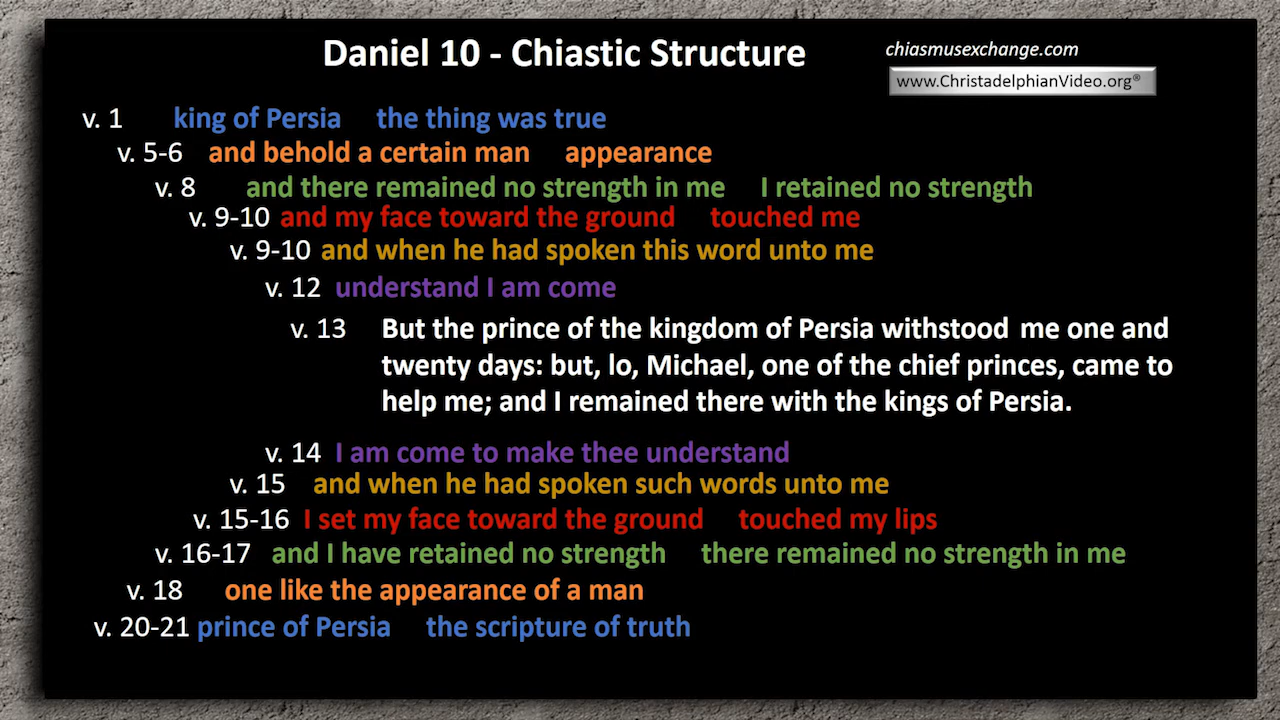 Daniel 10 - Chiastic Structure
chiasmusexchange.com
www.ChristadelphianVideo.org®
v. 1 king of Persia the thing was true
v. 5-6 and behold a certain man appearance
v. 8 and there remained no strength in me I retained no strength
v. 9-10 and my face toward the ground touched me
v. 9-10 and when he had spoken this word unto me
v. 12 understand I am come
v. 13 But the prince of the kingdom of Persia withstood me one and
twenty days: but, lo, Michael, one of the chief princes, came to
help me; and I remained there with the kings of Persia.
v. 14 I am come to make thee understand
v. 15 and when he had spoken such words unto me
v. 15-16 I set my face toward the ground touched my lips
v. 16-17 and I have retained no strength there remained no strength in me
v. 18 one like the appearance of a man
v. 20-21 prince of Persia the scripture of truth